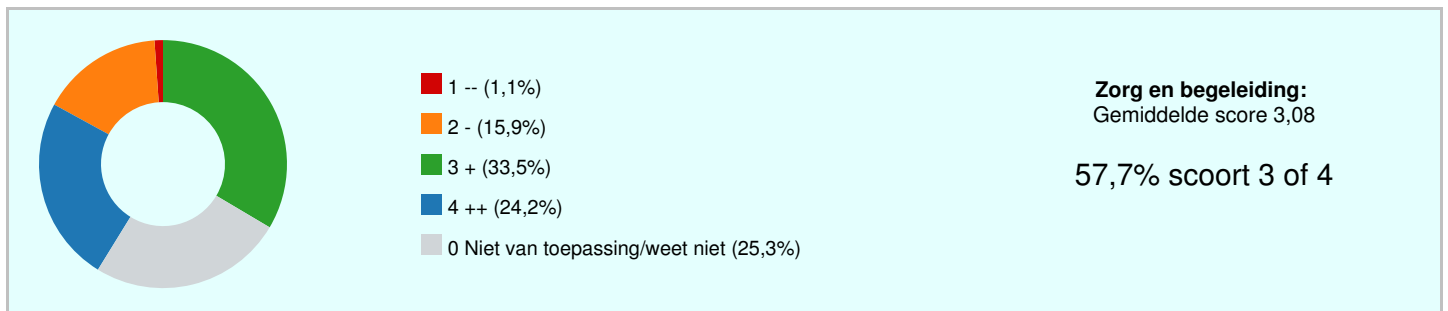 1 -- (1,1%)
2 - (15,9%)
3 + (33,5%)
4 ++ (24,2%)
0 Niet van toepassing/weet niet (25,3%)
Zorg en begeleiding:
Gemiddelde score 3,08
57,7% scoort 3 of 4